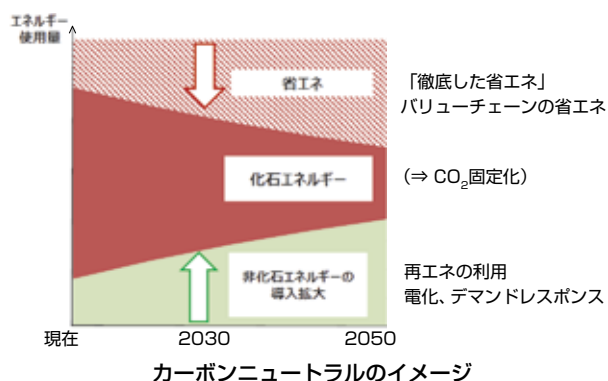 エネルギー
使用量
省エネ
「徹底した省エネ」
バリューチェーンの省エネ
化石エネルギー
(⇒ CO₂固定化)
非化石エネルギーの
導入拡大
再エネの利用
電化、デマンドレスポンス
現在 2030 2050
カーボンニュートラルのイメージ